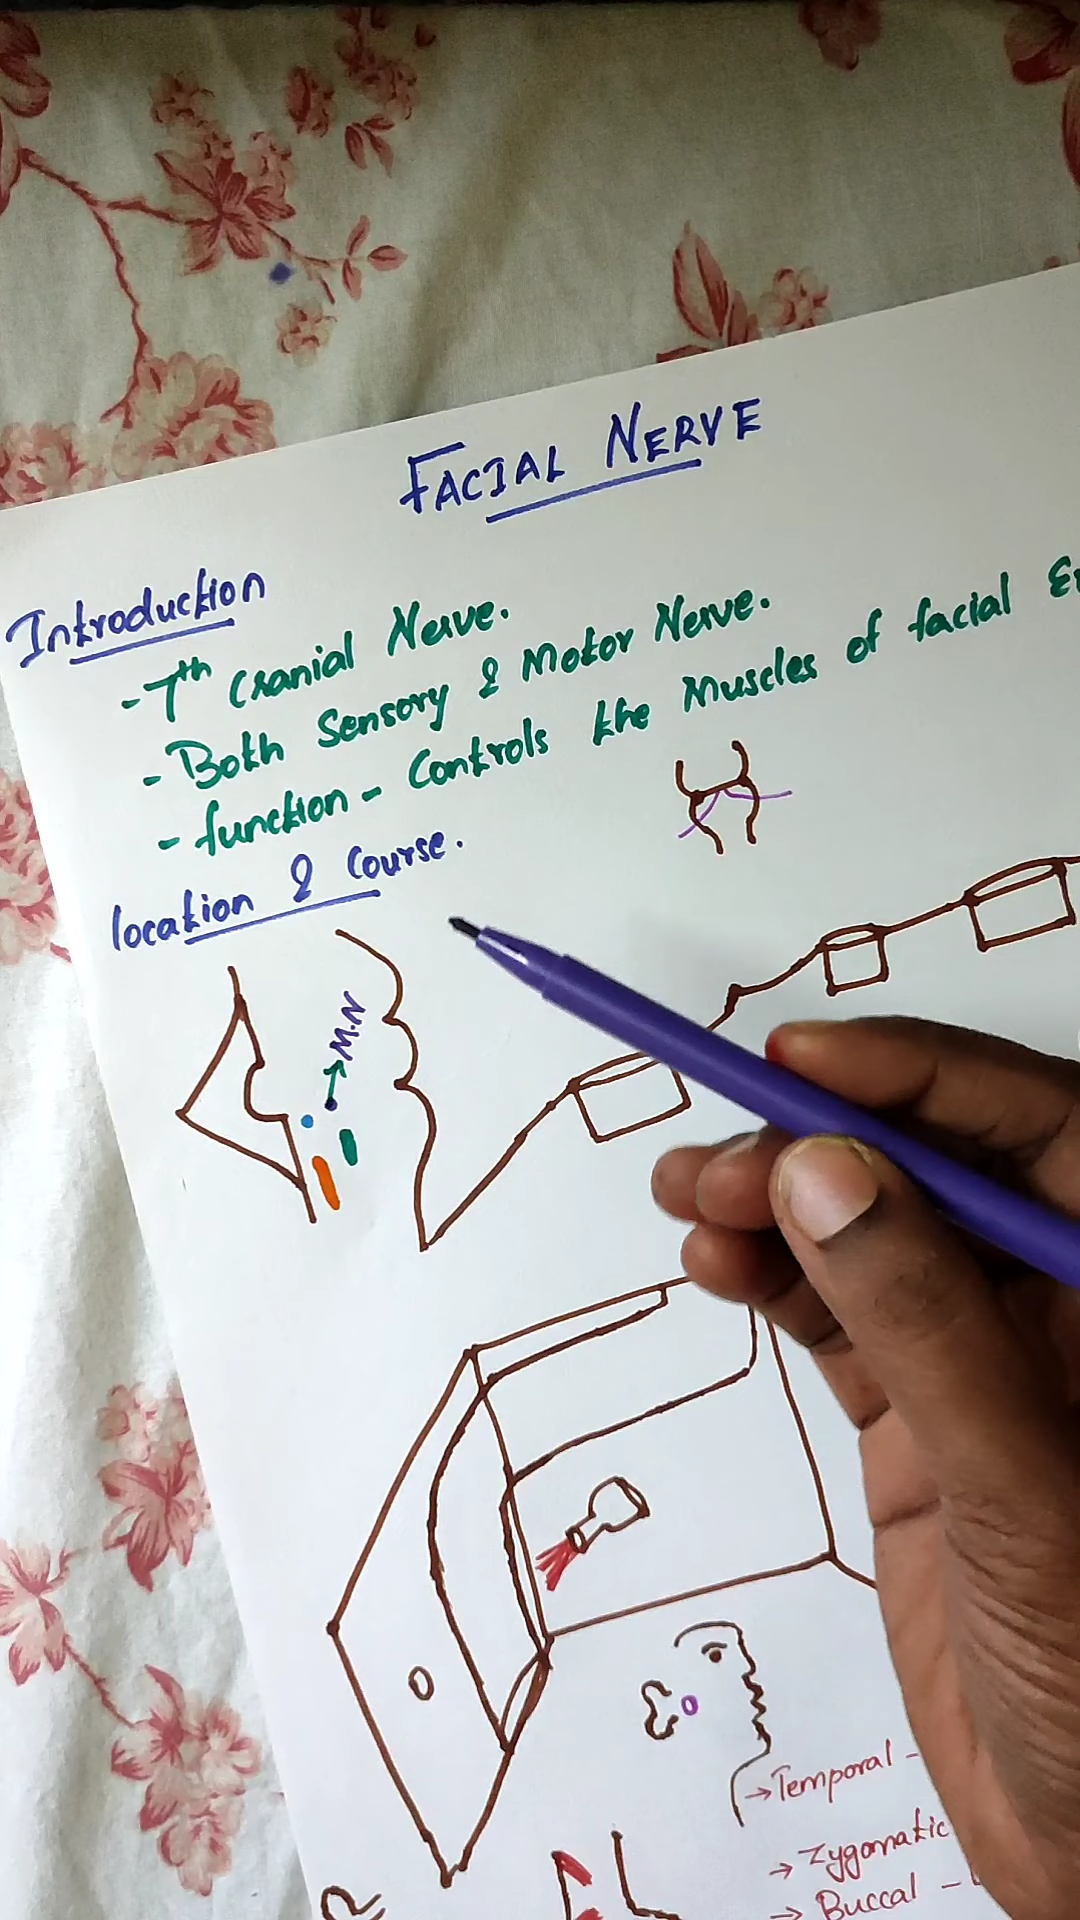 FACIAL NERVE
Introduction
- 7th Cranial Nerve.
- Both Sensory & Motor Nerve.
- function - Controls the Muscles of facial
location & Course.
M.N
→ Temporal -
→ Zygomatic
→ Buccal -